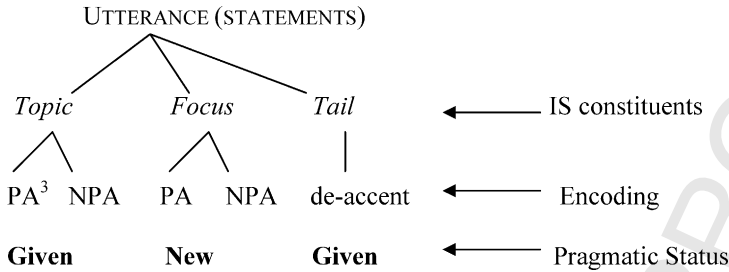 UTTERANCE (STATEMENTS)
Topic Focus Tail IS constituents
PA³ NPA PA NPA de-accent Encoding
Given New Given Pragmatic Status